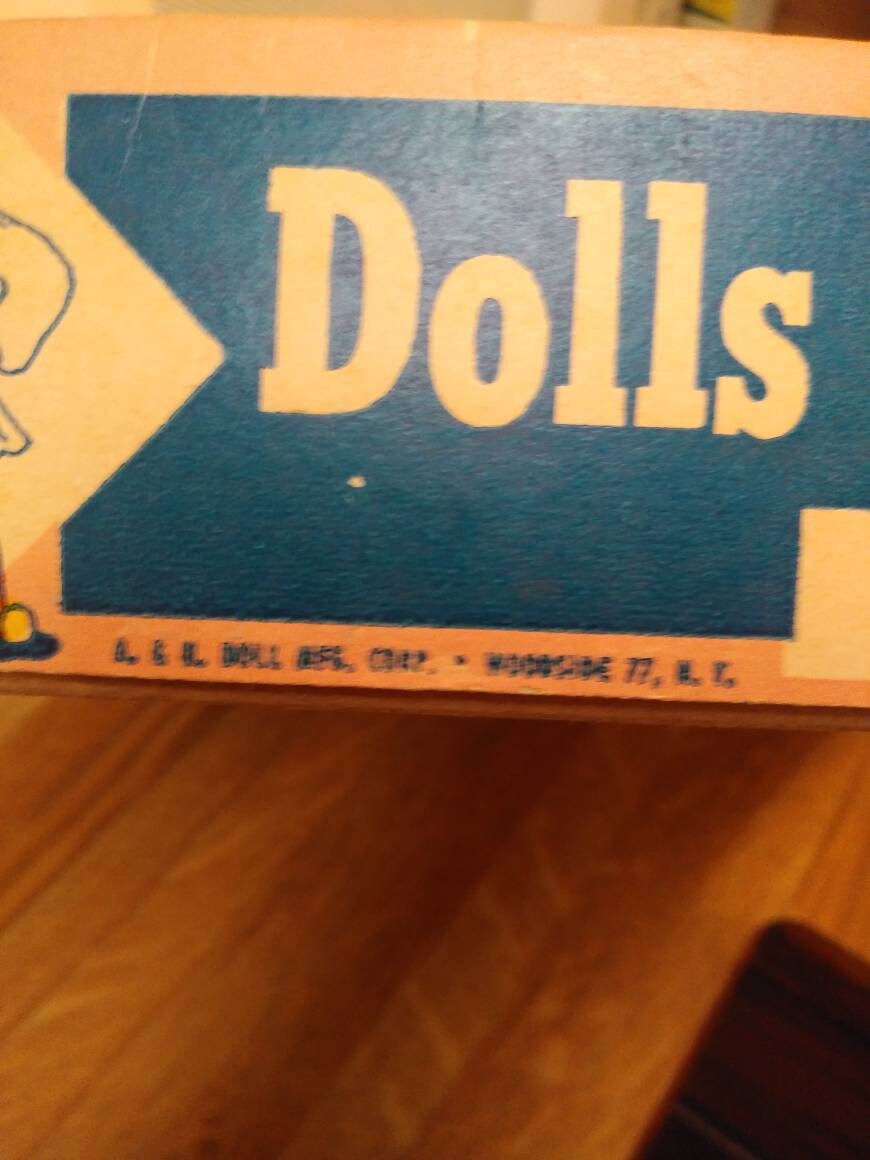 Dolls
A. & H. DOLL MFG. CORP. • WOODSIDE 77, N. Y.